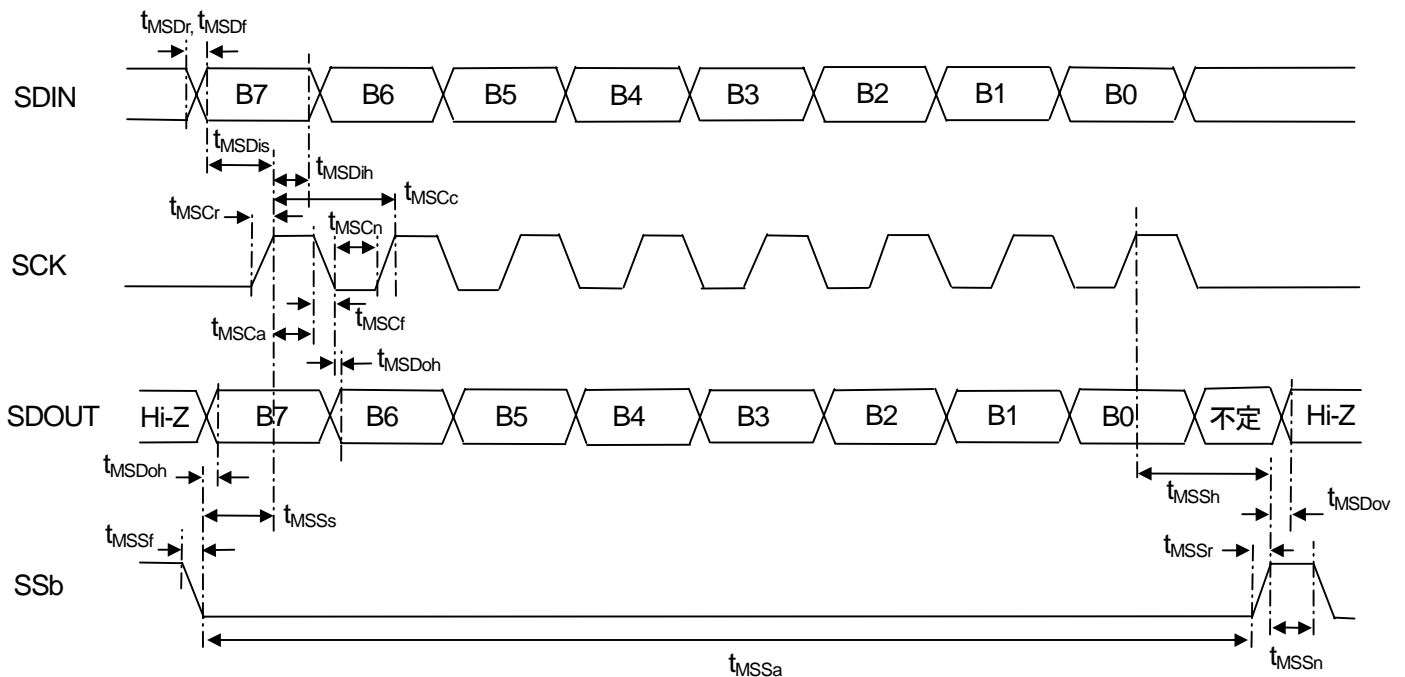 tMSDr, tMSDf
SDIN
B7 B6 B5 B4 B3 B2 B1 B0
tMSDis
tMSDih
tMSCc
tMSCr
tMSCn
SCK
tMSCa
tMSCf
tMSDoh
SDOUT
Hi-Z B7 B6 B5 B4 B3 B2 B1 B0 不定 Hi-Z
tMSDoh
tMSSs
tMSSh
tMSDov
tMSSf
tMSSr
SSb
tMSSa
tMSSn